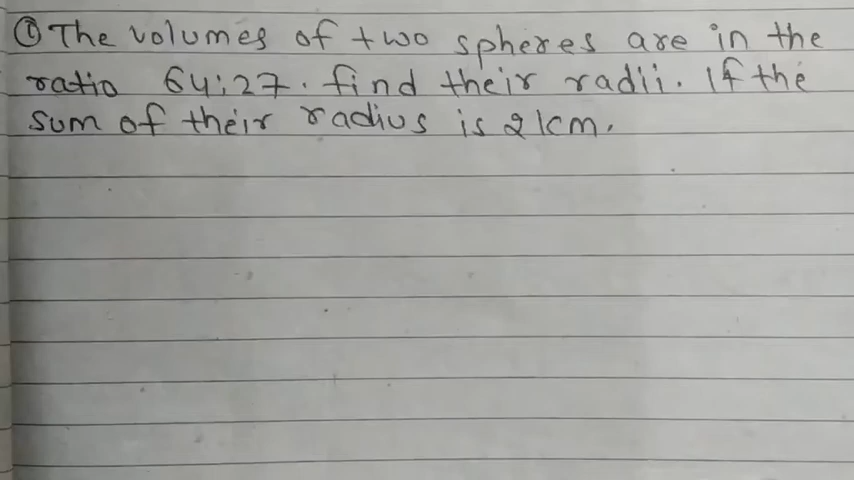 ① The volumes of two spheres are in the
ratio 64:27. find their radii. If the
sum of their radius is 21cm.